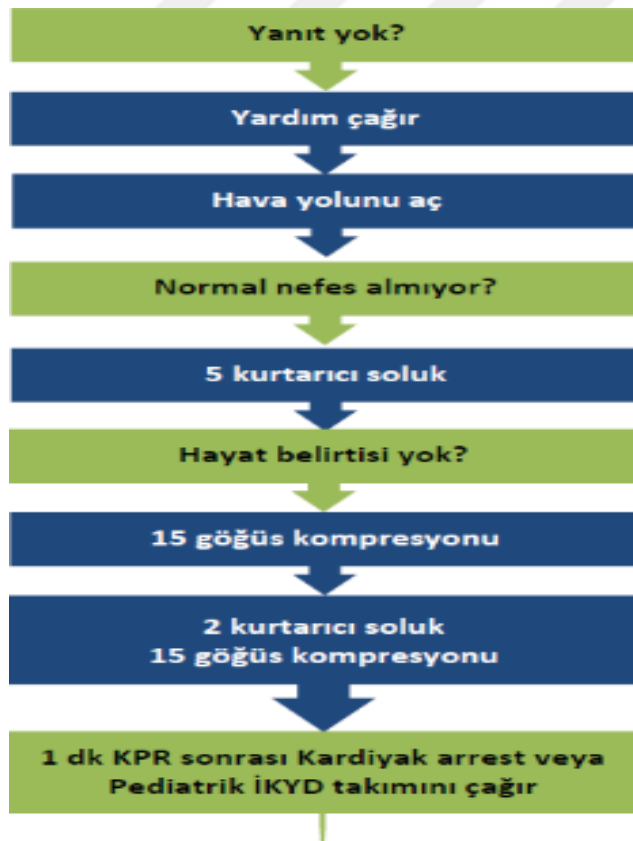 Yanıt yok?
Yardım çağır
Hava yolunu aç
Normal nefes almıyor?
5 kurtarıcı soluk
Hayat belirtisi yok?
15 göğüs kompresyonu
2 kurtarıcı soluk
15 göğüs kompresyonu
1 dk KPR sonrası Kardiyak arrest veya
Pediatrik İKYD takımını çağır